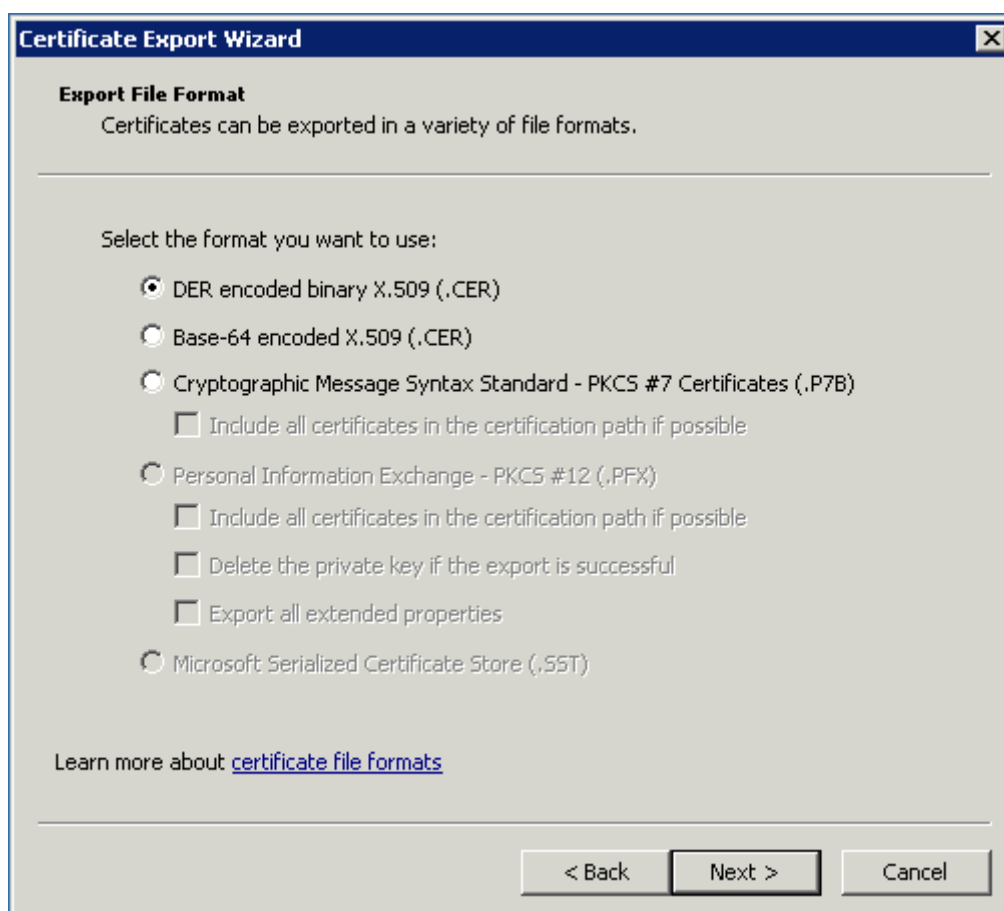 Certificate Export Wizard
Export File Format
Certificates can be exported in a variety of file formats.
Select the format you want to use:
DER encoded binary X.509 (.CER)
Base-64 encoded X.509 (.CER)
Cryptographic Message Syntax Standard - PKCS #7 Certificates (.P7B)
Include all certificates in the certification path if possible
Personal Information Exchange - PKCS #12 (.PFX)
Include all certificates in the certification path if possible
Delete the private key if the export is successful
Export all extended properties
Microsoft Serialized Certificate Store (.SST)
Learn more about certificate file formats
< Back Next > Cancel